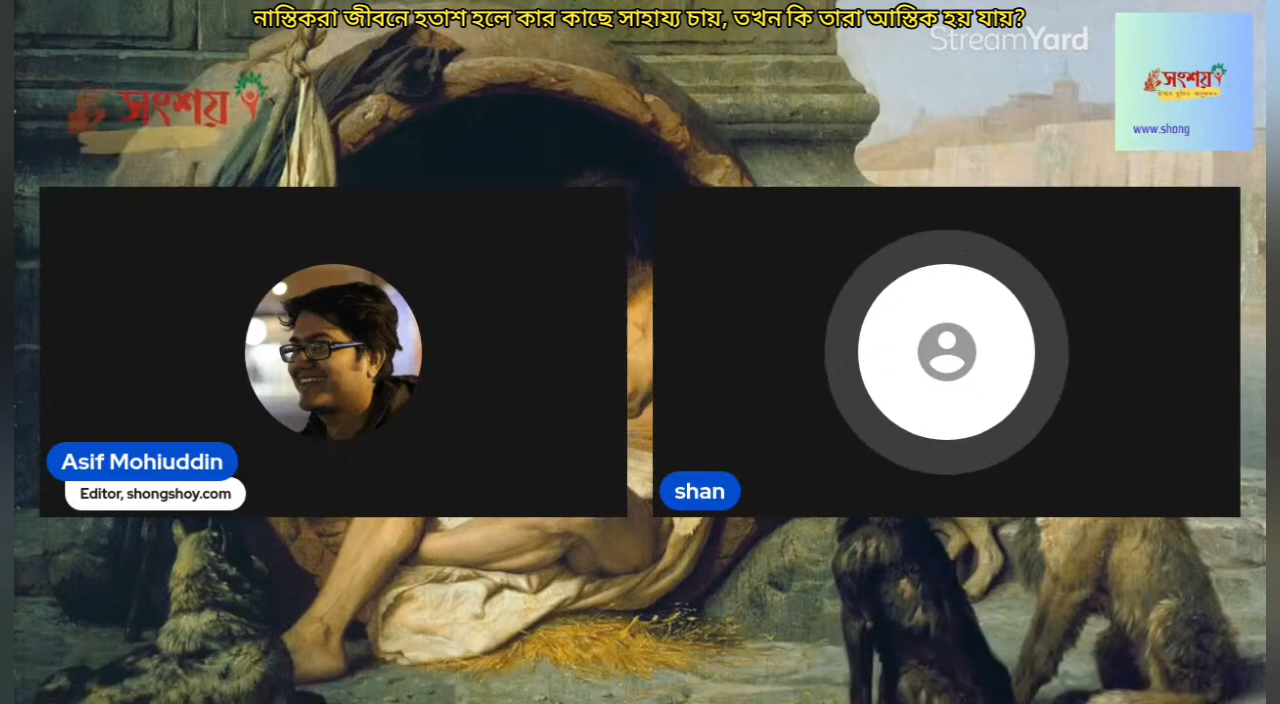 নাস্তিকরা জীবনে হতাশ হলে কার কাছে সাহায্য চায়, তখন কি তারা আস্তিক হয় যায়?
StreamYard
সংশয়
সংশয়
www.shong
Asif Mohiuddin
Editor, shongshoy.com
shan